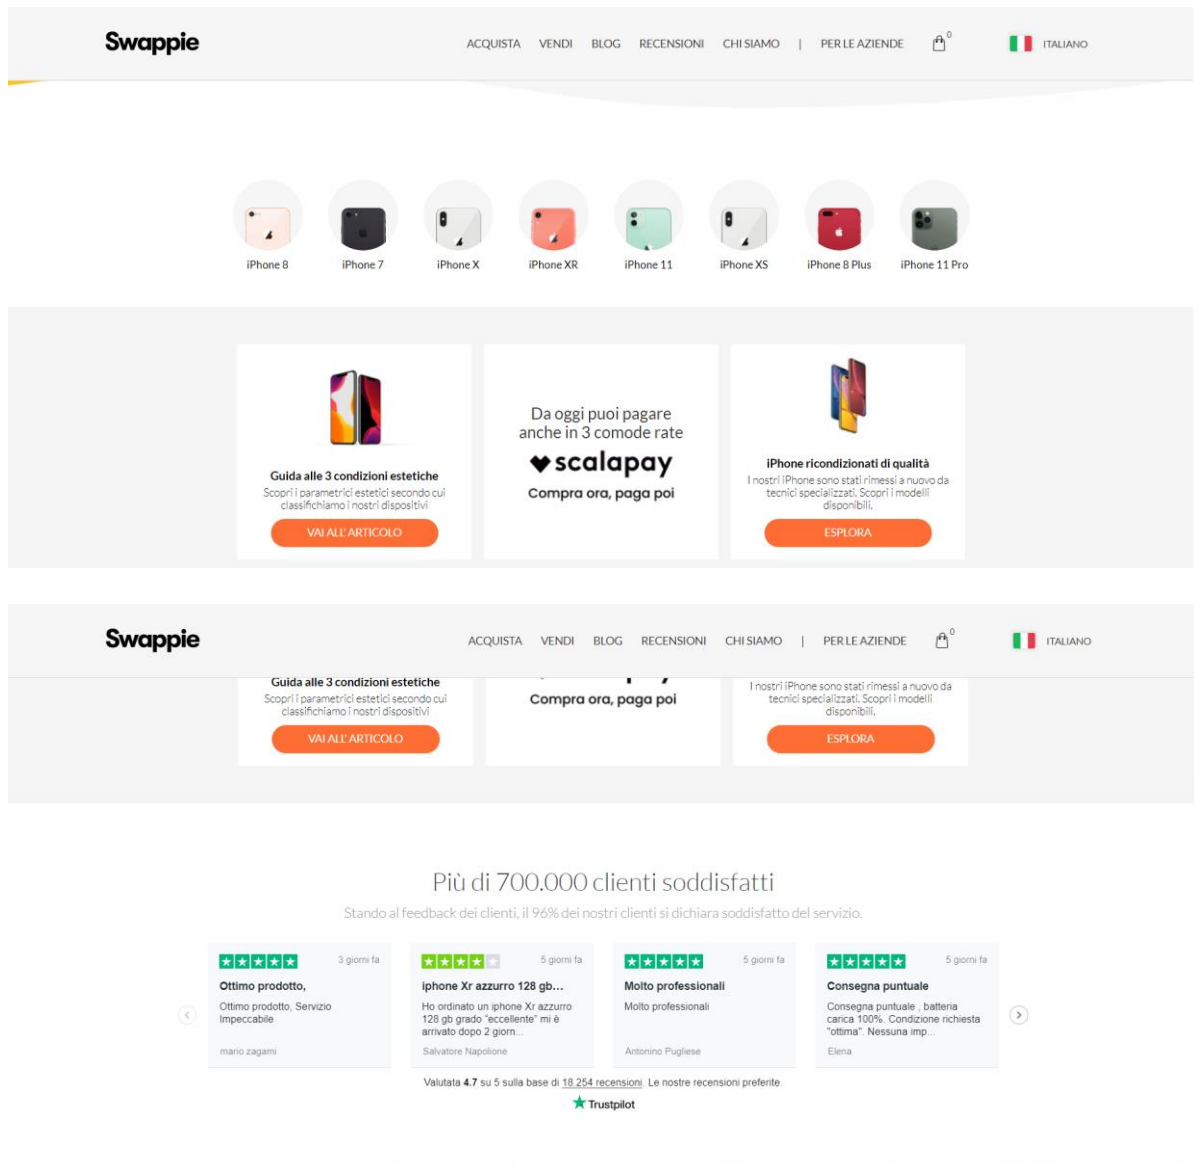 Swappie
ACQUISTA VENDI BLOG RECENSIONI CHI SIAMO | PER LE AZIENDE 0 ITALIANO
iPhone 8 iPhone 7 iPhone X iPhone XR iPhone 11 iPhone XS iPhone 8 Plus iPhone 11 Pro
Guida alle 3 condizioni estetiche
Scopri i parametrici estetici secondo cui
classifichiamo i nostri dispositivi
VAI ALL' ARTICOLO
Da oggi puoi pagare
anche in 3 comode rate
scalapay
Compra ora, paga poi
iPhone ricondizionati di qualità
I nostri iPhone sono stati rimessi a nuovo da
tecnici specializzati. Scopri i modelli
disponibili.
ESPLORA
Swappie
ACQUISTA VENDI BLOG RECENSIONI CHI SIAMO | PER LE AZIENDE 0 ITALIANO
Guida alle 3 condizioni estetiche
Scopri i parametrici estetici secondo cui
classifichiamo i nostri dispositivi
VAI ALL' ARTICOLO
Compra ora, paga poi
I nostri iPhone sono stati rimessi a nuovo da
tecnici specializzati. Scopri i modelli
disponibili.
ESPLORA
Più di 700.000 clienti soddisfatti
Stando al feedback dei clienti, il 96% dei nostri clienti si dichiara soddisfatto del servizio.
3 giorni fa
Ottimo prodotto,
Ottimo prodotto, Servizio
Impeccabile
mario zagami
5 giorni fa
iphone Xr azzurro 128 gb...
Ho ordinato un iphone Xr azzurro
128 gb grado "eccellente" mi è
arrivato dopo 2 giorn...
Salvatore Napolione
5 giorni fa
Molto professionali
Molto professionali
Antonino Pugliese
5 giorni fa
Consegna puntuale
Consegna puntuale , batteria
carica 100%. Condizione richiesta
"ottima". Nessuna imp...
Elena
Valutata 4.7 su 5 sulla base di 18.254 recensioni. Le nostre recensioni preferite.
Trustpilot